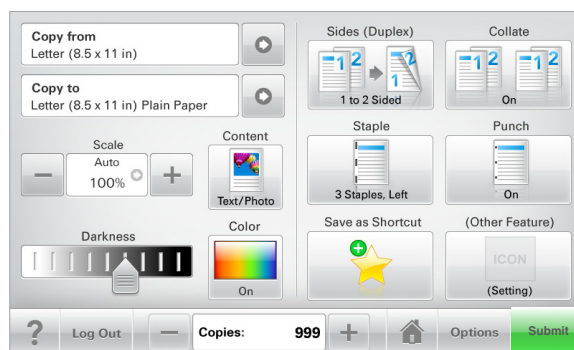 Copy from
Letter (8.5 x 11 in)
Copy to
Letter (8.5 x 11 in) Plain Paper
Scale
Auto
100%
Content
Text/Photo
Darkness
Color
On
Sides (Duplex)
1 2
1
2
1 to 2 Sided
Collate
1 2 1 2
On
Staple
3 Staples, Left
Punch
On
Save as Shortcut
(Other Feature)
ICON
(Setting)
?
Log Out
Copies: 999
Options
Submit